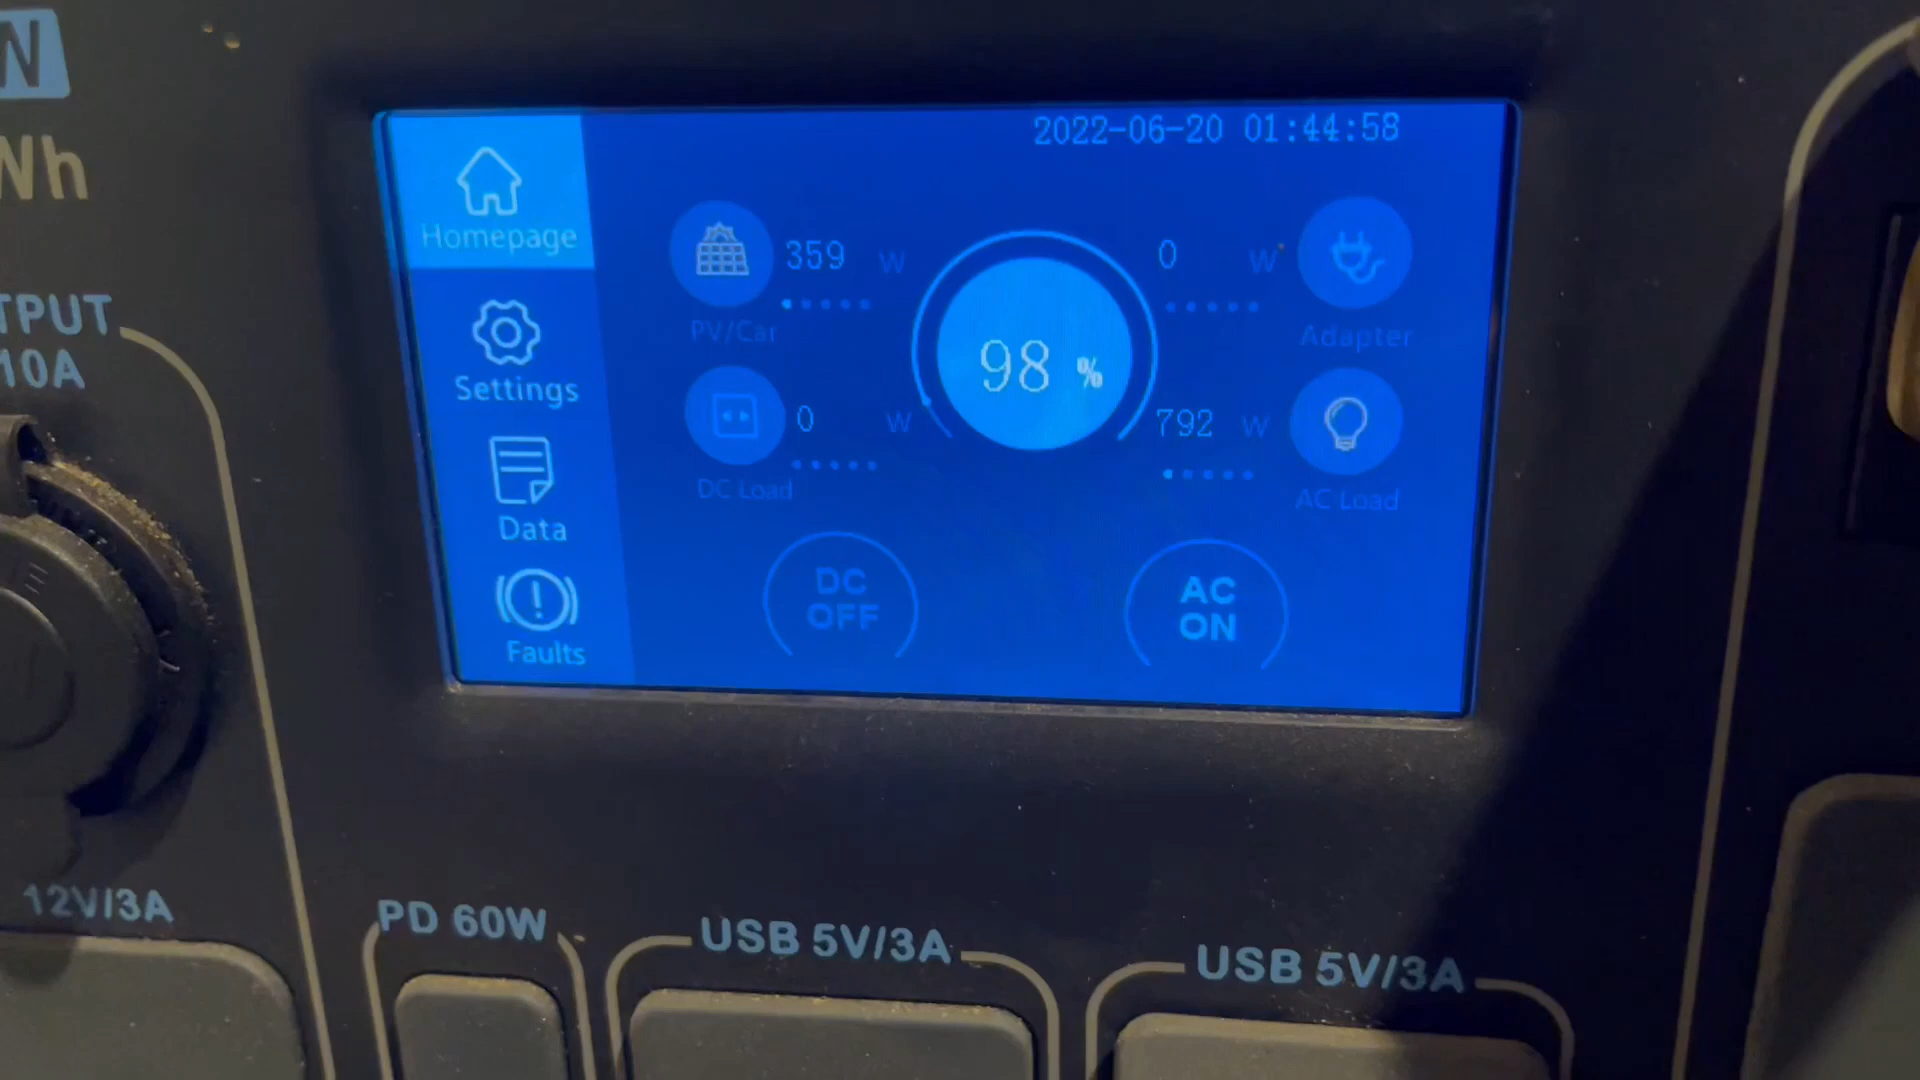 N
Wh
TPUT
10A
12V/3A
2022-06-20 01:44:58
Homepage
Settings
Data
Faults
359 W
PV/Car
0 W
Adapter
98 %
0 W
DC Load
792 W
AC Load
DC
OFF
AC
ON
PD 60W
USB 5V/3A
USB 5V/3A